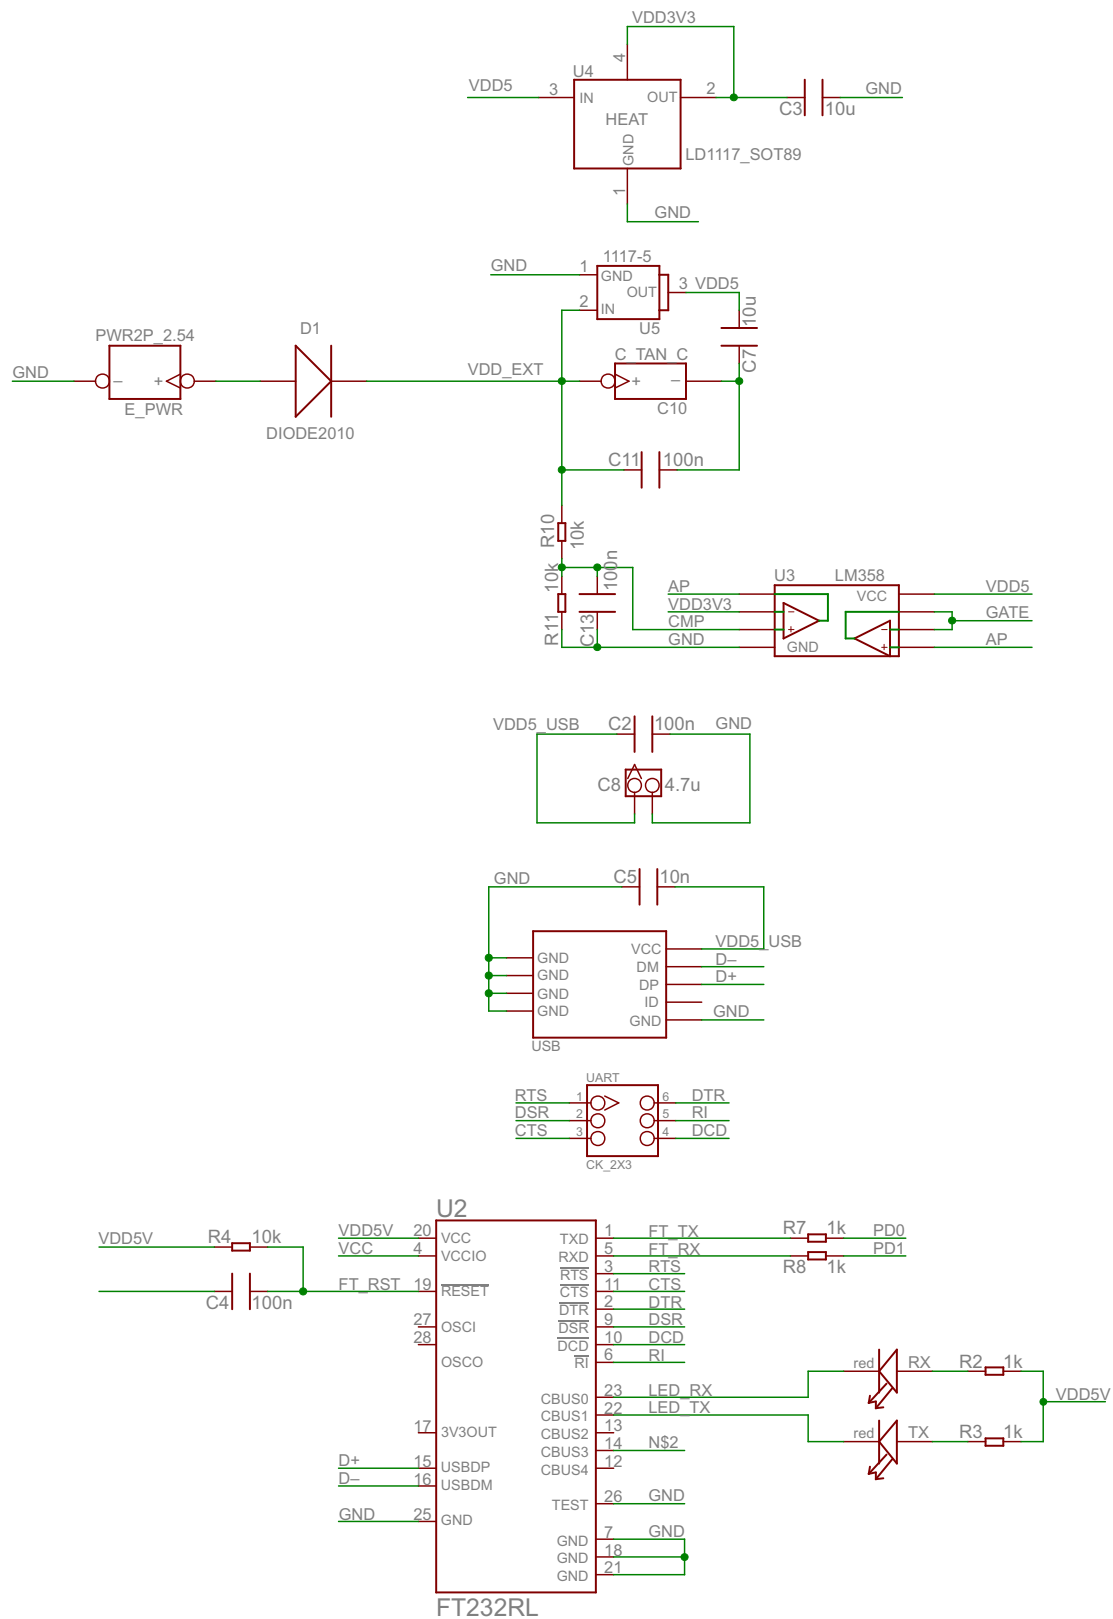 VDD3V3
4
U4
VDD5 3 IN OUT 2 GND
HEAT C3 10u
GND
LD1117_SOT89
1
GND
1117-5
GND 1 GND
OUT 3 VDD5
2 IN
U5
10u
C7
PWR2P_2.54 D1
C_TAN_C
GND − + VDD_EXT + −
E_PWR C10
DIODE2010
C11 100n
R10
10k
10k
R11
100n
C13
U3 LM358
AP VCC VDD5
VDD3V3 −
GATE
CMP + −
GND GND + AP
VDD5_USB C2 100n GND
C8 4.7u
GND C5 10n
VCC VDD5_USB
GND DM D−
GND DP D+
GND ID
GND GND GND
USB
UART
RTS 1 6 DTR
DSR 2 5 RI
CTS 3 4 DCD
CK_2X3
U2
VDD5V R4 10k
VDD5V 20 VCC TXD 1 FT_TX R7 1k PD0
VCC 4 VCCIO RXD 5 FT_RX R8 1k PD1
RTS 3 RTS
C4 100n FT_RST 19 RESET CTS 11 CTS
DTR 2 DTR
27 OSCI DSR 9 DSR
28 DCD 10 DCD
OSCO RI 6 RI
red RX R2 1k
CBUS0 23 LED_RX VDD5V
CBUS1 22 LED_TX
17 3V3OUT CBUS2 13 red TX R3 1k
CBUS3 14 N$2
D+ 15 USBDP CBUS4 12
D− 16 USBDM
TEST 26 GND
GND 25 GND
GND 7 GND
GND 18
GND 21
FT232RL